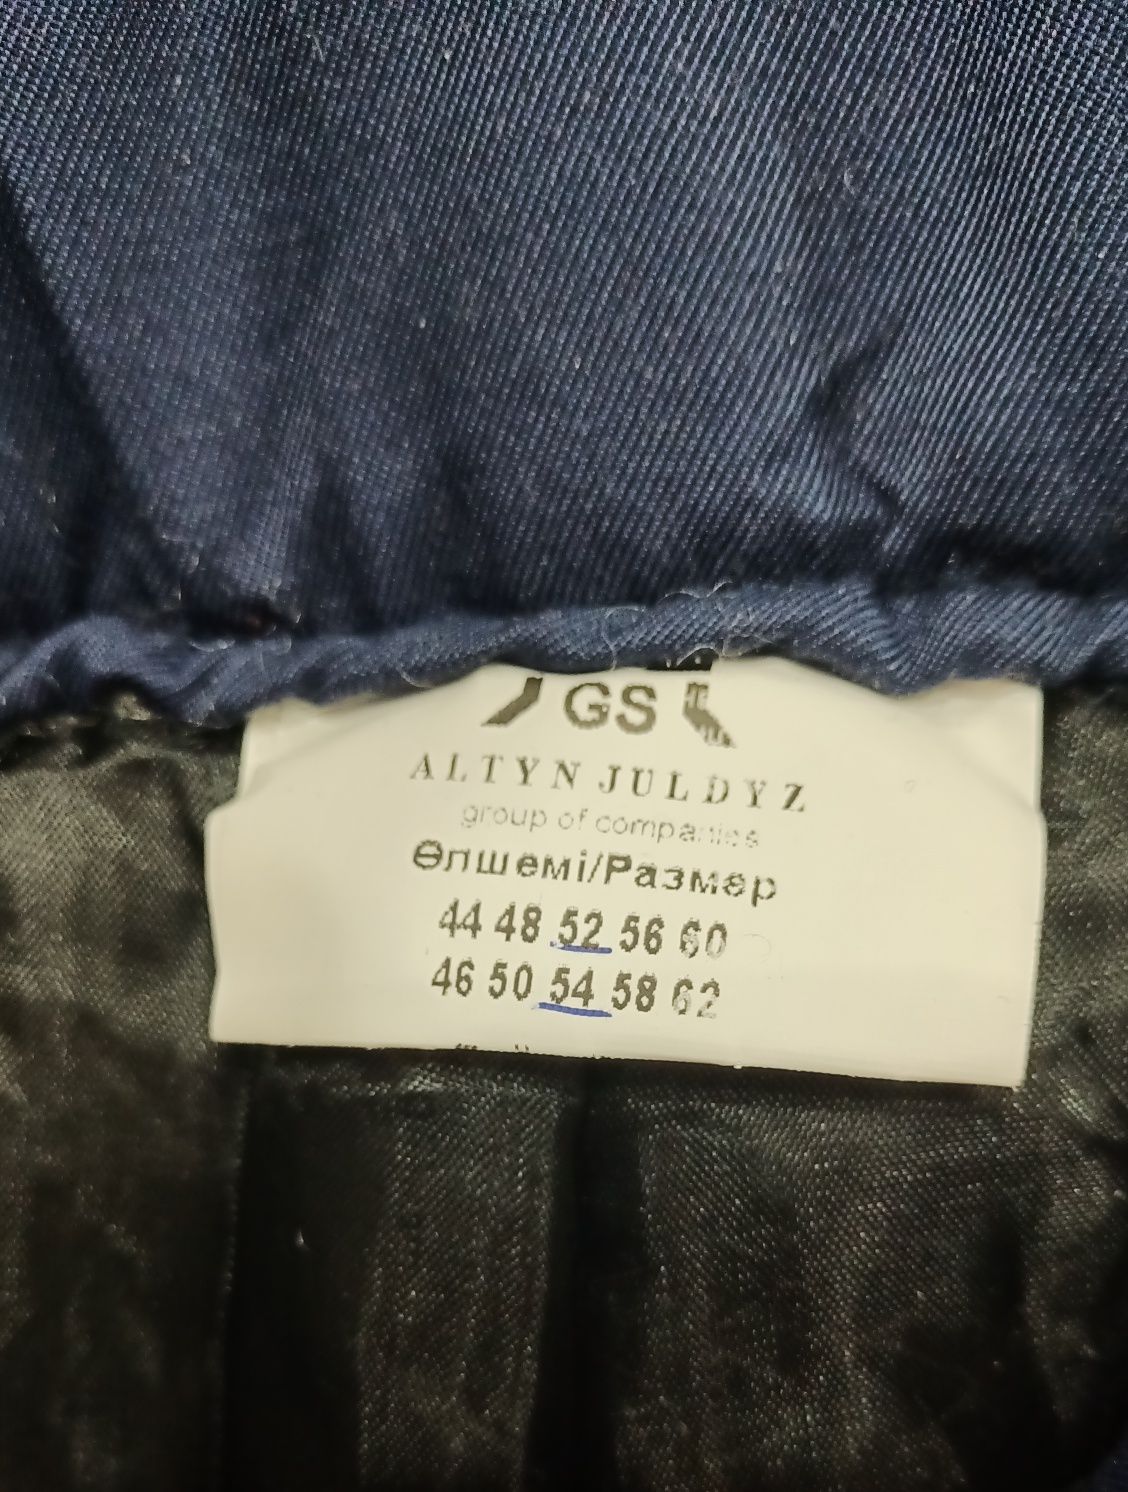 GS
ALTYN JULDYZ
group of companies
Өлшемі/Размер
44 48 52 56 60
46 50 54 58 62